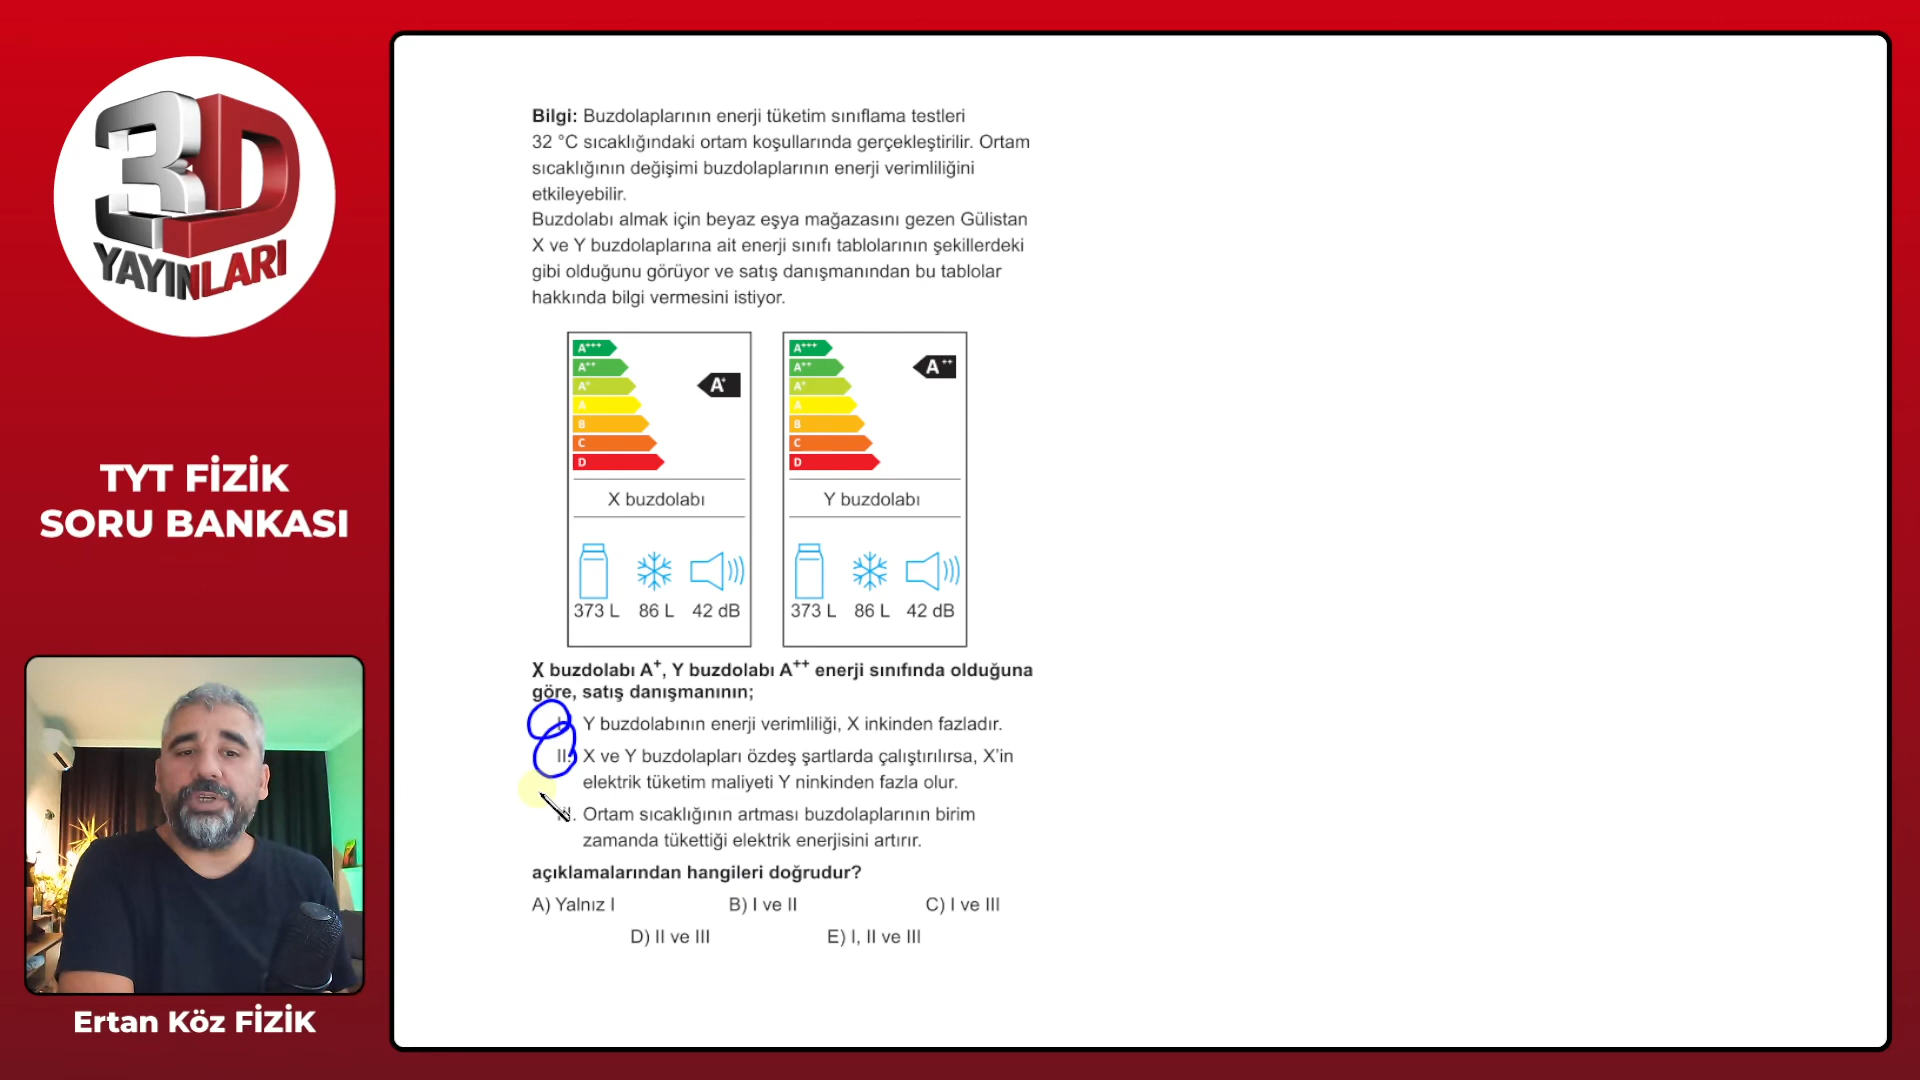 3D
YAYINLARI
TYT FİZİK
SORU BANKASI
Ertan Köz FİZİK
Bilgi: Buzdolaplarının enerji tüketim sınıflama testleri
32 °C sıcaklığındaki ortam koşullarında gerçekleştirilir. Ortam
sıcaklığının değişimi buzdolaplarının enerji verimliliğini
etkileyebilir.
Buzdolabı almak için beyaz eşya mağazasını gezen Gülistan
X ve Y buzdolaplarına ait enerji sınıfı tablolarının şekillerdeki
gibi olduğunu görüyor ve satış danışmanından bu tablolar
hakkında bilgi vermesini istiyor.
A+++
A++
A+
A
B
C
D
A+
X buzdolabı
373 L 86 L 42 dB
A+++
A++
A+
A
B
C
D
A++
Y buzdolabı
373 L 86 L 42 dB
X buzdolabı A+, Y buzdolabı A++ enerji sınıfında olduğuna
göre, satış danışmanının;
I. Y buzdolabının enerji verimliliği, X inkinden fazladır.
II. X ve Y buzdolapları özdeş şartlarda çalıştırılırsa, X'in
elektrik tüketim maliyeti Y ninkinden fazla olur.
III. Ortam sıcaklığının artması buzdolaplarının birim
zamanda tükettiği elektrik enerjisini artırır.
açıklamalarından hangileri doğrudur?
A) Yalnız I B) I ve II C) I ve III
D) II ve III E) I, II ve III